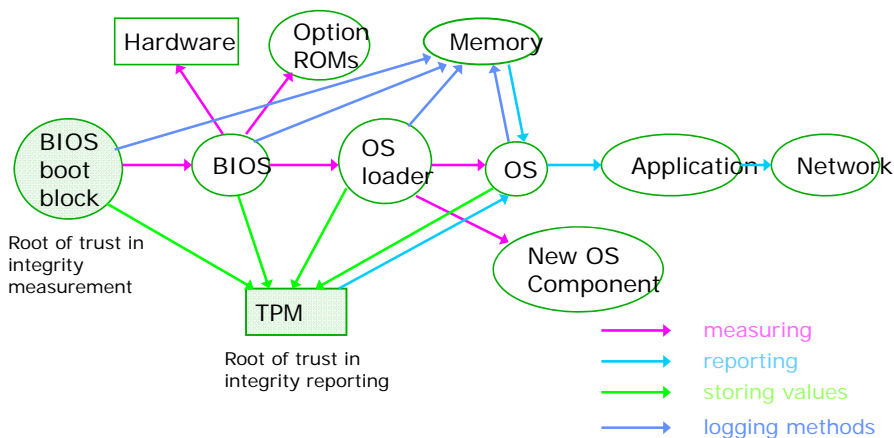 Hardware
Option
ROMs
Memory
BIOS
boot
block
BIOS
OS
loader
OS
Application
Network
Root of trust in
integrity
measurement
New OS
Component
TPM
Root of trust in
integrity reporting
measuring
reporting
storing values
logging methods